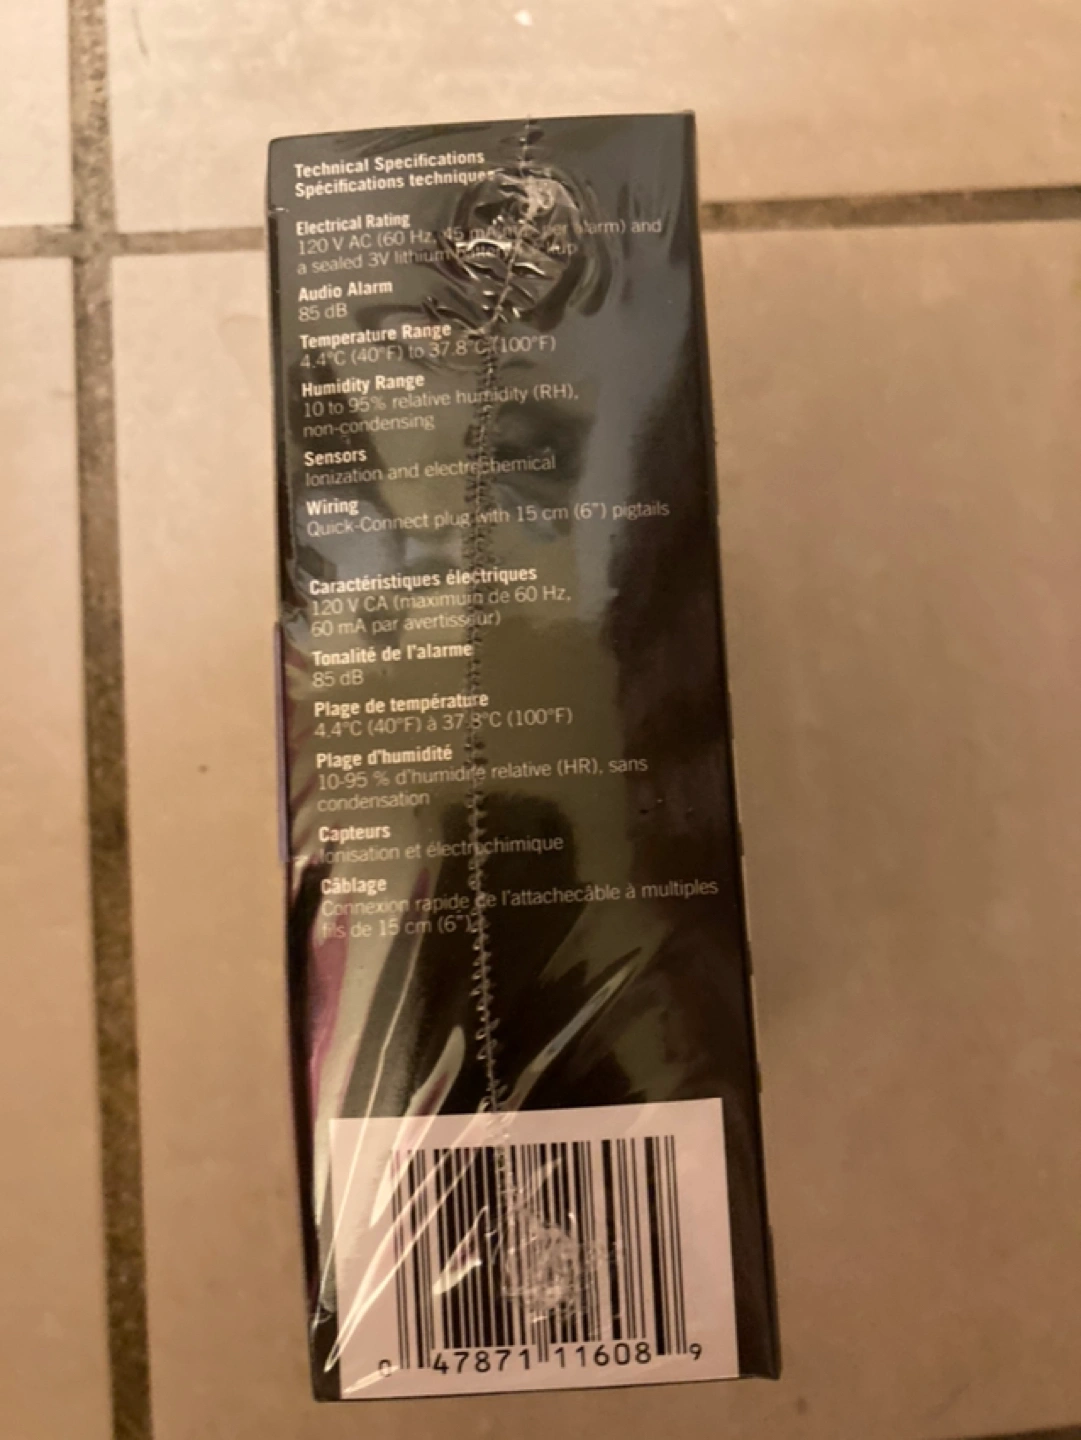 Technical Specifications
Spécifications techniques
Electrical Rating
120 V AC (60 Hz, 45 mA per alarm) and
a sealed 3V lithium battery
Audio Alarm
85 dB
Temperature Range
4.4°C (40°F) to 37.8°C (100°F)
Humidity Range
10 to 95% relative humidity (RH),
non-condensing
Sensors
Ionization and electrochemical
Wiring
Quick-Connect plug with 15 cm (6") pigtails
Caractéristiques électriques
120 V CA (maximum de 60 Hz,
60 mA par avertisseur)
Tonalité de l'alarme
85 dB
Plage de température
4.4°C (40°F) à 37.8°C (100°F)
Plage d'humidité
10-95 % d'humidité relative (HR), sans
condensation
Capteurs
Ionisation et électrochimique
Câblage
Connexion rapide de l'attachecâble à multiples
fils de 15 cm (6")
0 47871 11608 9